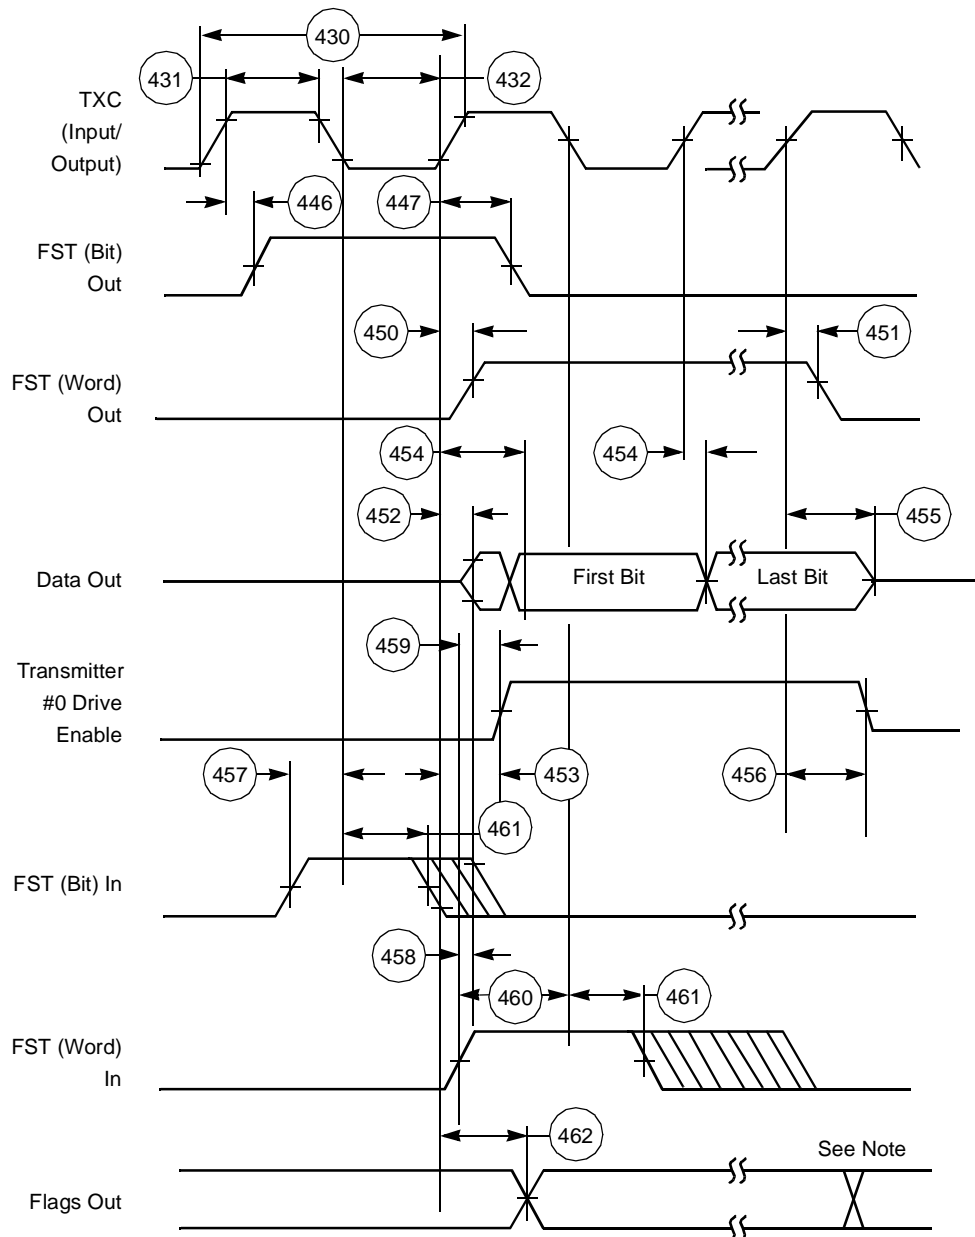 430
431
432
TXC
(Input/
Output)
446
447
FST (Bit)
Out
450
451
FST (Word)
Out
454
454
452
455
Data Out
First Bit
Last Bit
459
Transmitter
#0 Drive
Enable
457
453
456
461
FST (Bit) In
458
460
461
FST (Word)
In
462
See Note
Flags Out